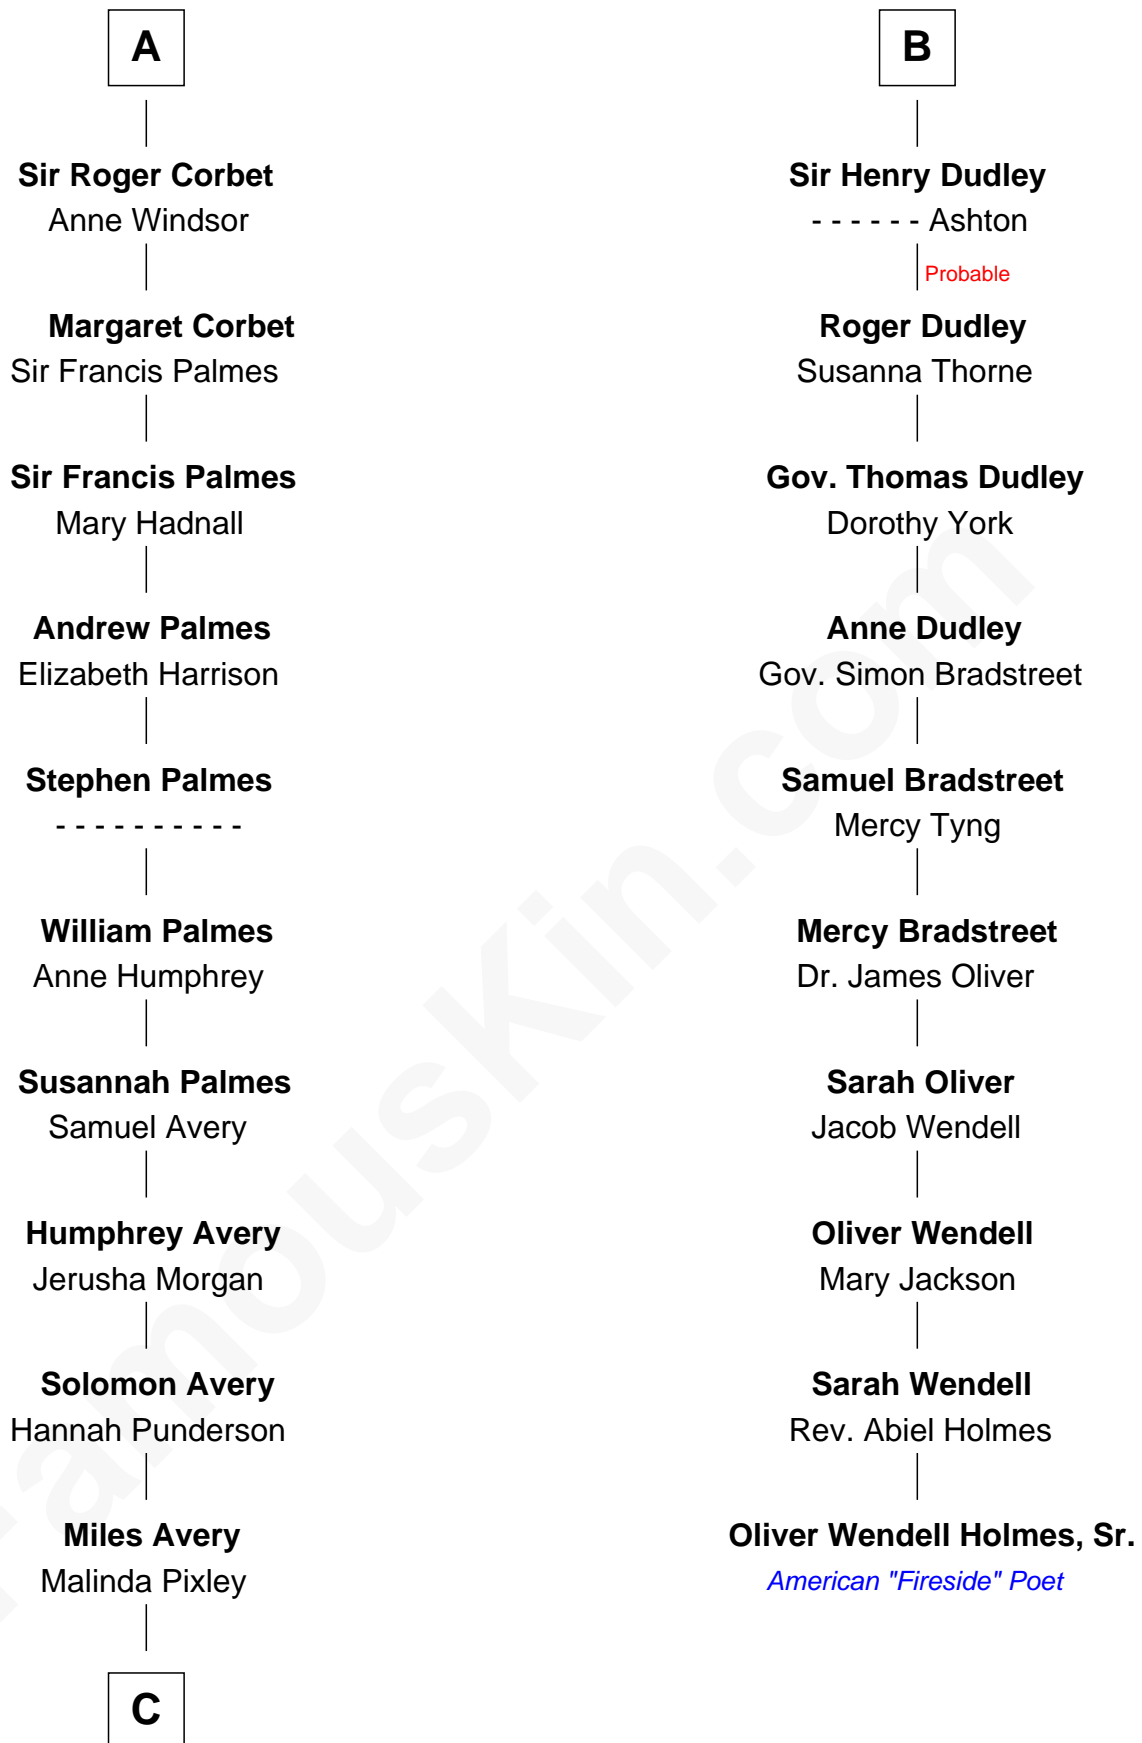 A
Sir Roger Corbet
Anne Windsor
Margaret Corbet
Sir Francis Palmes
Sir Francis Palmes
Mary Hadnall
Andrew Palmes
Elizabeth Harrison
Stephen Palmes
- - - - - - - - - -
William Palmes
Anne Humphrey
Susannah Palmes
Samuel Avery
Humphrey Avery
Jerusha Morgan
Solomon Avery
Hannah Punderson
Miles Avery
Malinda Pixley
C
B
Sir Henry Dudley
- - - - - - Ashton
Probable
Roger Dudley
Susanna Thorne
Gov. Thomas Dudley
Dorothy York
Anne Dudley
Gov. Simon Bradstreet
Samuel Bradstreet
Mercy Tyng
Mercy Bradstreet
Dr. James Oliver
Sarah Oliver
Jacob Wendell
Oliver Wendell
Mary Jackson
Sarah Wendell
Rev. Abiel Holmes
Oliver Wendell Holmes, Sr.
American "Fireside" Poet
FamousKin.com